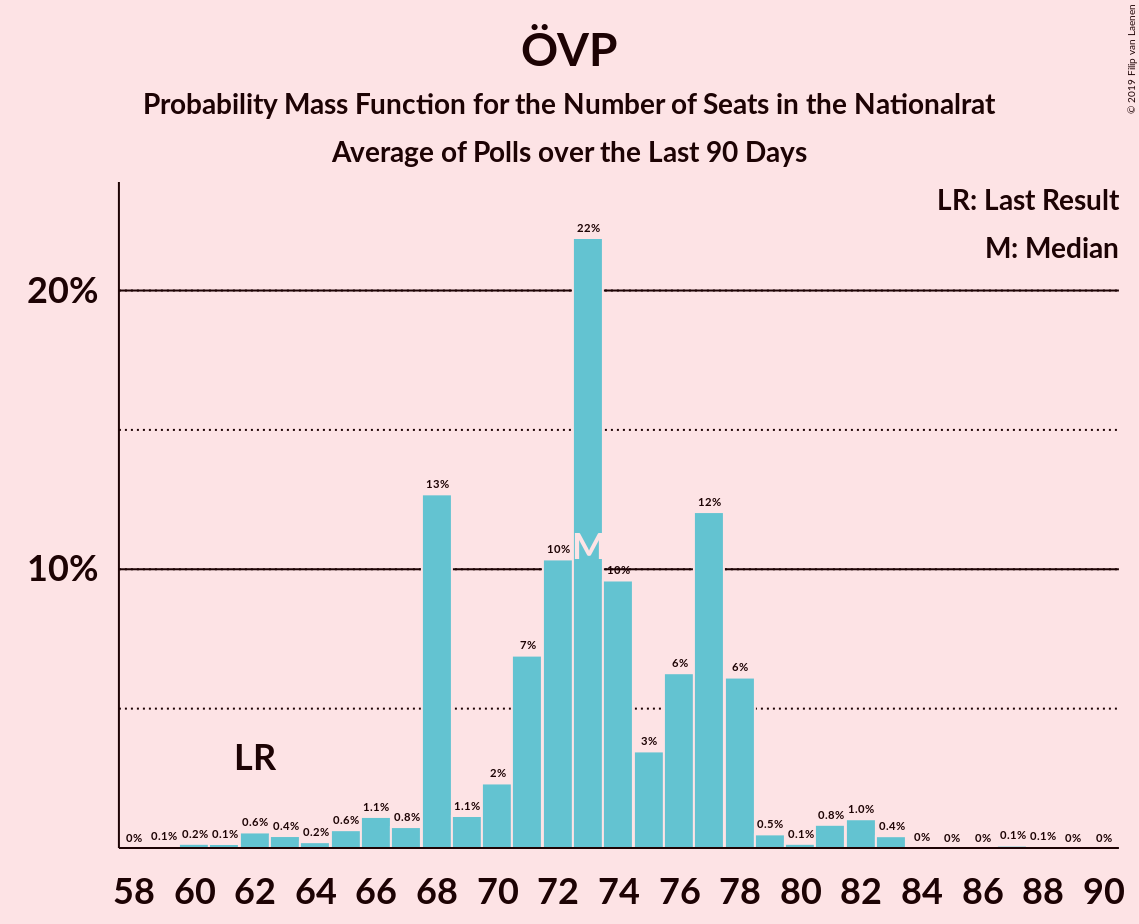 ÖVP
Probability Mass Function for the Number of Seats in the Nationalrat
Average of Polls over the Last 90 Days
© 2019 Filip van Laenen
LR: Last Result
M: Median
20%
10%
LR
M
0% 0.1% 0.2% 0.1% 0.6% 0.4% 0.2% 0.6% 1.1% 0.8% 13% 1.1% 2% 7% 10% 22% 10% 3% 6% 12% 6% 0.5% 0.1% 0.8% 1.0% 0.4% 0% 0% 0% 0.1% 0.1% 0% 0%
58 60 62 64 66 68 70 72 74 76 78 80 82 84 86 88 90